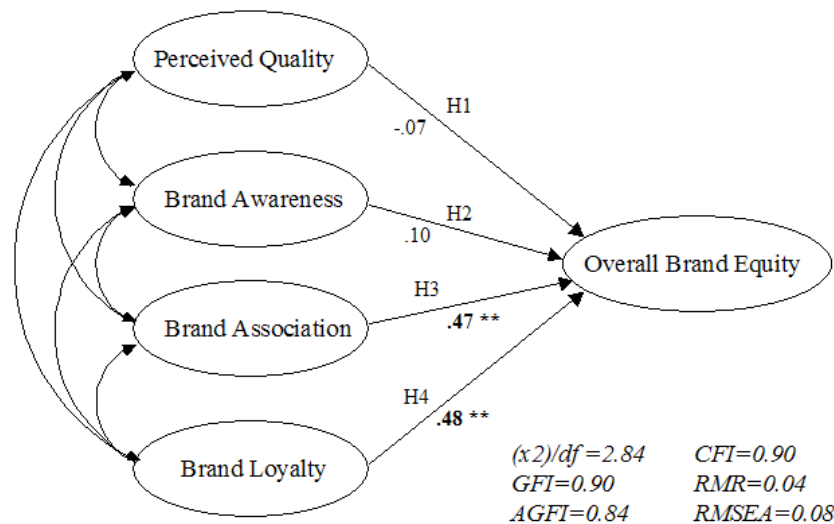 Perceived Quality
H1
-.07
Brand Awareness
H2
.10
Overall Brand Equity
H3
Brand Association
.47 **
H4
.48 **
Brand Loyalty
(x2)/df =2.84 CFI=0.90
GFI=0.90 RMR=0.04
AGFI=0.84 RMSEA=0.08